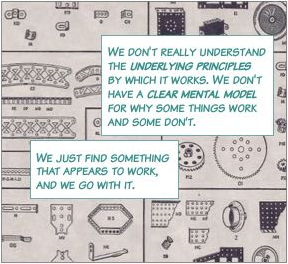 WE DON'T REALLY UNDERSTAND
THE UNDERLYING PRINCIPLES
BY WHICH IT WORKS. WE DON'T
HAVE A CLEAR MENTAL MODEL
FOR WHY SOME THINGS WORK
AND SOME DON'T.
WE JUST FIND SOMETHING
THAT APPEARS TO WORK,
AND WE GO WITH IT.